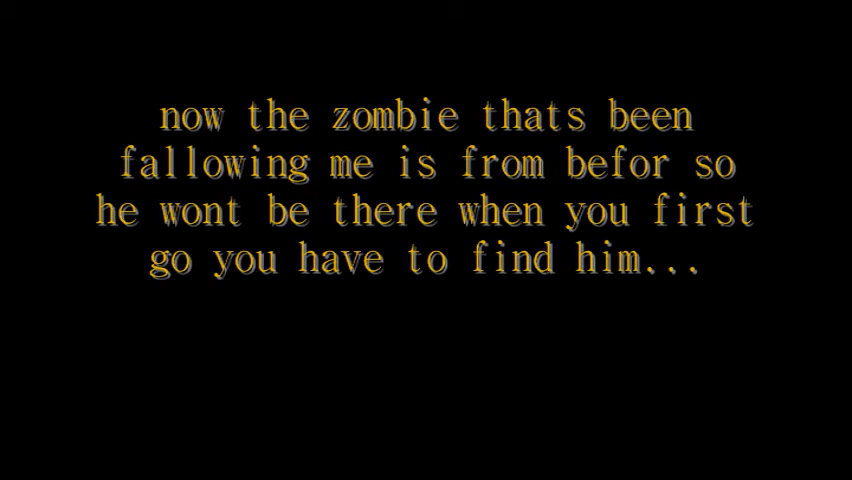 now the zombie thats been
fallowing me is from befor so
he wont be there when you first
go you have to find him...